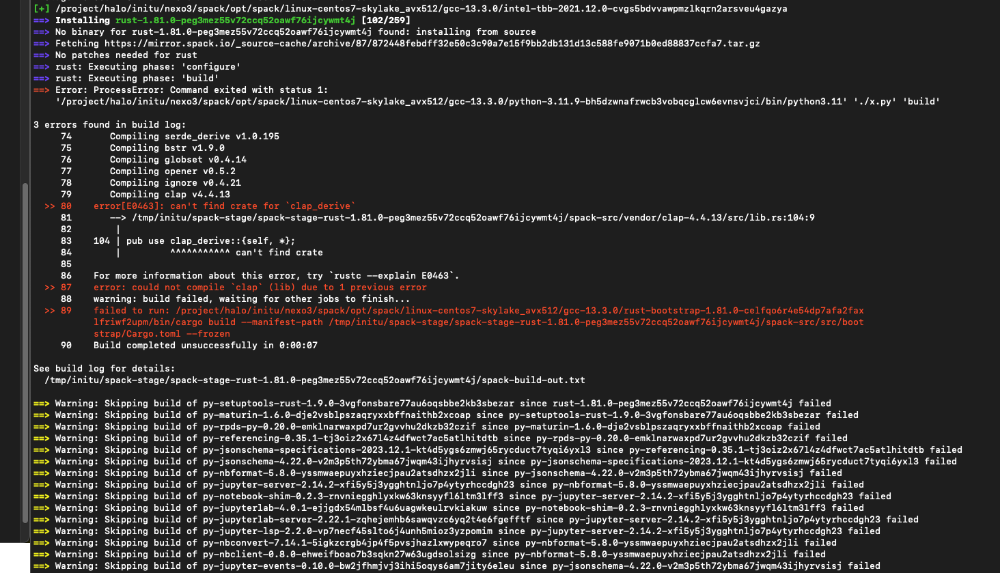 [+] /project/halo/initu/nexo3/spack/opt/spack/linux-centos7-skylake_avx512/gcc-13.3.0/intel-tbb-2021.12.0-cvgs5bdvvawpmzlkqrn2arsveu4gazya
==> Installing rust-1.81.0-peg3mez55v72ccq52oawf76ijcywmt4j [102/259]
==> No binary for rust-1.81.0-peg3mez55v72ccq52oawf76ijcywmt4j found: installing from source
==> Fetching https://mirror.spack.io/_source-cache/archive/87/872448febdff32e50c3c90a7e15f9bb2db131d13c588fe9071b0ed88837ccfa7.tar.gz
==> No patches needed for rust
==> rust: Executing phase: 'configure'
==> rust: Executing phase: 'build'
==> Error: ProcessError: Command exited with status 1:
'/project/halo/initu/nexo3/spack/opt/spack/linux-centos7-skylake_avx512/gcc-13.3.0/python-3.11.9-bh5dzwnafrwcb3vobqcglcw6evnsvjci/bin/python3.11' './x.py' 'build'
3 errors found in build log:
74 Compiling serde_derive v1.0.195
75 Compiling bstr v1.9.0
76 Compiling globset v0.4.14
77 Compiling opener v0.5.2
78 Compiling ignore v0.4.21
79 Compiling clap v4.4.13
>> 80 error[E0463]: can't find crate for `clap_derive`
81 --> /tmp/initu/spack-stage/spack-stage-rust-1.81.0-peg3mez55v72ccq52oawf76ijcywmt4j/spack-src/vendor/clap-4.4.13/src/lib.rs:104:9
82 |
83 104 | pub use clap_derive::{self, *};
84 | ^^^^^^^^^^^ can't find crate
85
86 For more information about this error, try `rustc --explain E0463`.
>> 87 error: could not compile `clap` (lib) due to 1 previous error
88 warning: build failed, waiting for other jobs to finish...
>> 89 failed to run: /project/halo/initu/nexo3/spack/opt/spack/linux-centos7-skylake_avx512/gcc-13.3.0/rust-bootstrap-1.81.0-celfqo6r4e54dp7afa2fax
lfriwf2upm/bin/cargo build --manifest-path /tmp/initu/spack-stage/spack-stage-rust-1.81.0-peg3mez55v72ccq52oawf76ijcywmt4j/spack-src/src/boot
strap/Cargo.toml --frozen
90 Build completed unsuccessfully in 0:00:07
See build log for details:
/tmp/initu/spack-stage/spack-stage-rust-1.81.0-peg3mez55v72ccq52oawf76ijcywmt4j/spack-build-out.txt
==> Warning: Skipping build of py-setuptools-rust-1.9.0-3vgfonsbare77au6oqsbbe2kb3sbezar since rust-1.81.0-peg3mez55v72ccq52oawf76ijcywmt4j failed
==> Warning: Skipping build of py-maturin-1.6.0-dje2vsblpszaqryxxbffnaithb2xcoap since py-setuptools-rust-1.9.0-3vgfonsbare77au6oqsbbe2kb3sbezar failed
==> Warning: Skipping build of py-rpds-py-0.20.0-emklnarwaxpd7ur2gvvhu2dkzb32czif since py-maturin-1.6.0-dje2vsblpszaqryxxbffnaithb2xcoap failed
==> Warning: Skipping build of py-referencing-0.35.1-tj3oiz2x67l4z4dfwct7ac5atlhitdtb since py-rpds-py-0.20.0-emklnarwaxpd7ur2gvvhu2dkzb32czif failed
==> Warning: Skipping build of py-jsonschema-specifications-2023.12.1-kt4d5ygs6zmwj65rycduct7tyqi6yxl3 since py-referencing-0.35.1-tj3oiz2x67l4z4dfwct7ac5atlhitdtb failed
==> Warning: Skipping build of py-jsonschema-4.22.0-v2m3p5th72ybma67jwqm43ijhyrvsisj since py-jsonschema-specifications-2023.12.1-kt4d5ygs6zmwj65rycduct7tyqi6yxl3 failed
==> Warning: Skipping build of py-nbformat-5.8.0-yssmwaepuyxhziecjpau2atsdhzx2jli since py-jsonschema-4.22.0-v2m3p5th72ybma67jwqm43ijhyrvsisj failed
==> Warning: Skipping build of py-jupyter-server-2.14.2-xfi5y5j3ygghtnljo7p4ytyrhccdgh23 since py-nbformat-5.8.0-yssmwaepuyxhziecjpau2atsdhzx2jli failed
==> Warning: Skipping build of py-notebook-shim-0.2.3-rnvniegghlyxkw63knsyyfl6ltm3lff3 since py-jupyter-server-2.14.2-xfi5y5j3ygghtnljo7p4ytyrhccdgh23 failed
==> Warning: Skipping build of py-jupyterlab-4.0.1-ejjgdx54mlbsf4u6uagwkeulrvkiakuw since py-notebook-shim-0.2.3-rnvniegghlyxkw63knsyyfl6ltm3lff3 failed
==> Warning: Skipping build of py-jupyterlab-server-2.22.1-zqhejemhb6sawqvzc6yq2t4e6fgefftf since py-jupyter-server-2.14.2-xfi5y5j3ygghtnljo7p4ytyrhccdgh23 failed
==> Warning: Skipping build of py-jupyter-lsp-2.2.0-vp7necf45slto6j4unh5mioz3yzpomim since py-jupyter-server-2.14.2-xfi5y5j3ygghtnljo7p4ytyrhccdgh23 failed
==> Warning: Skipping build of py-nbconvert-7.14.1-5igkzcrgb4jp4f5pvsjhazlxwypeqro7 since py-nbformat-5.8.0-yssmwaepuyxhziecjpau2atsdhzx2jli failed
==> Warning: Skipping build of py-nbclient-0.8.0-ehweifboao7b3sqkn27w63ugdsolsizg since py-nbformat-5.8.0-yssmwaepuyxhziecjpau2atsdhzx2jli failed
==> Warning: Skipping build of py-jupyter-events-0.10.0-bw2jfhmjvj3ihi5oqys6am7jity6eleu since py-jsonschema-4.22.0-v2m3p5th72ybma67jwqm43ijhyrvsisj failed